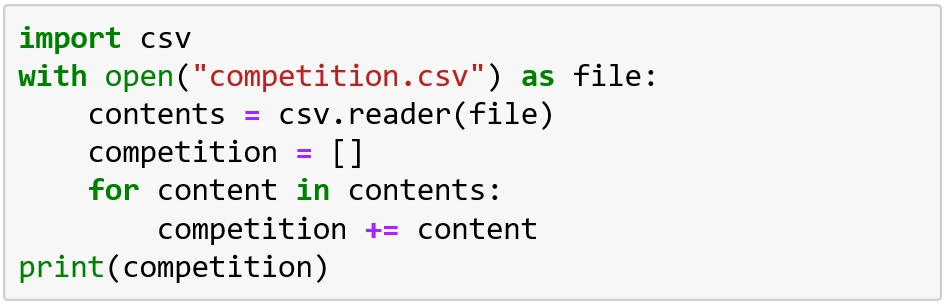 import csv
with open("competition.csv") as file:
    contents = csv.reader(file)
    competition = []
    for content in contents:
        competition += content
print(competition)